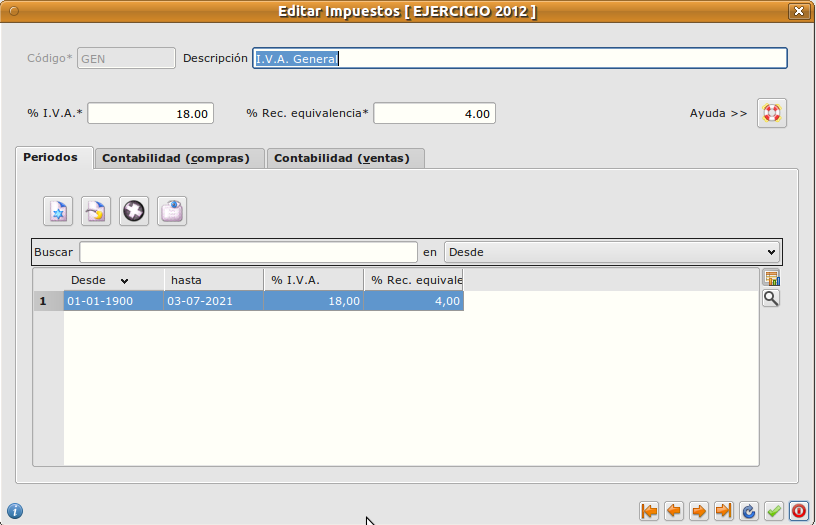 Editar Impuestos [ EJERCICIO 2012 ]
Código* GEN Descripción I.V.A. General
% I.V.A.* 18.00 % Rec. equivalencia* 4.00 Ayuda >>
Periodos Contabilidad (compras) Contabilidad (ventas)
Buscar en Desde
Desde hasta % I.V.A. % Rec. equivale
1 01-01-1900 03-07-2021 18,00 4,00